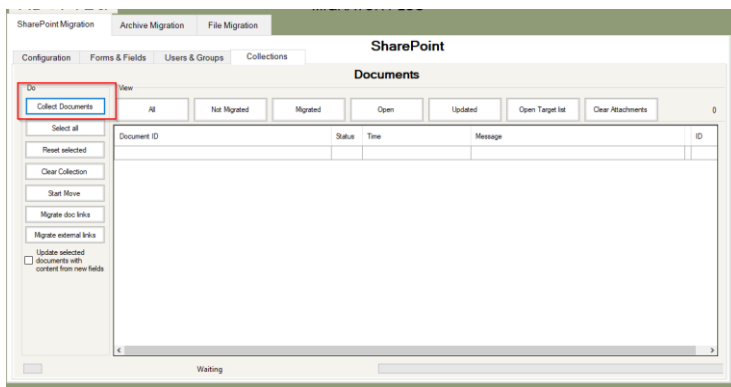 SharePoint Migration Archive Migration File Migration
SharePoint
Configuration Forms & Fields Users & Groups Collections
Documents
Do View
Collect Documents All Not Migrated Migrated Open Updated Open Target list Clear Attachments 0
Select all
Document ID Status Time Message ID
Reset selected
Clear Collection
Start Move
Migrate doc links
Migrate external links
Update selected
documents with
content from new fields
Waiting